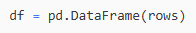 df = pd.DataFrame(rows)